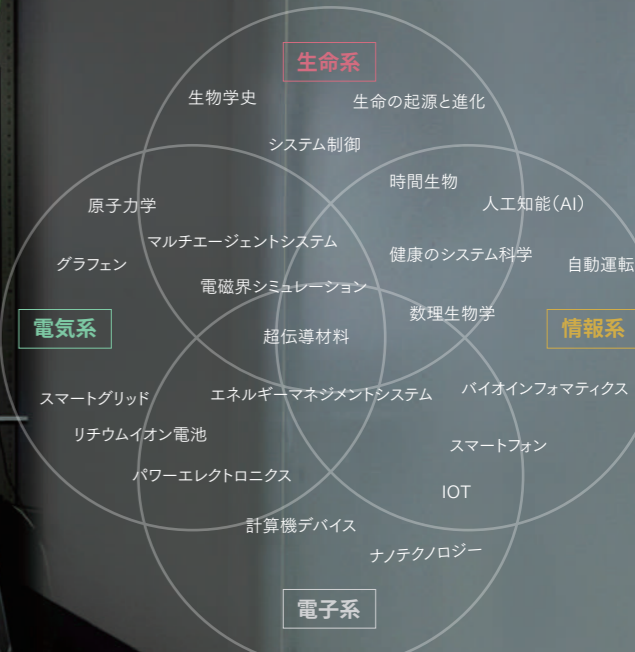 生命系
生物学史
生命の起源と進化
システム制御
時間生物
原子力学
人工知能(AI)
マルチエージェントシステム
健康のシステム科学
グラフェン
自動運転
電磁界シミュレーション
数理生物学
電気系
超伝導材料
情報系
スマートグリッド
エネルギーマネジメントシステム
バイオインフォマティクス
リチウムイオン電池
スマートフォン
パワーエレクトロニクス
IOT
計算機デバイス
ナノテクノロジー
電子系